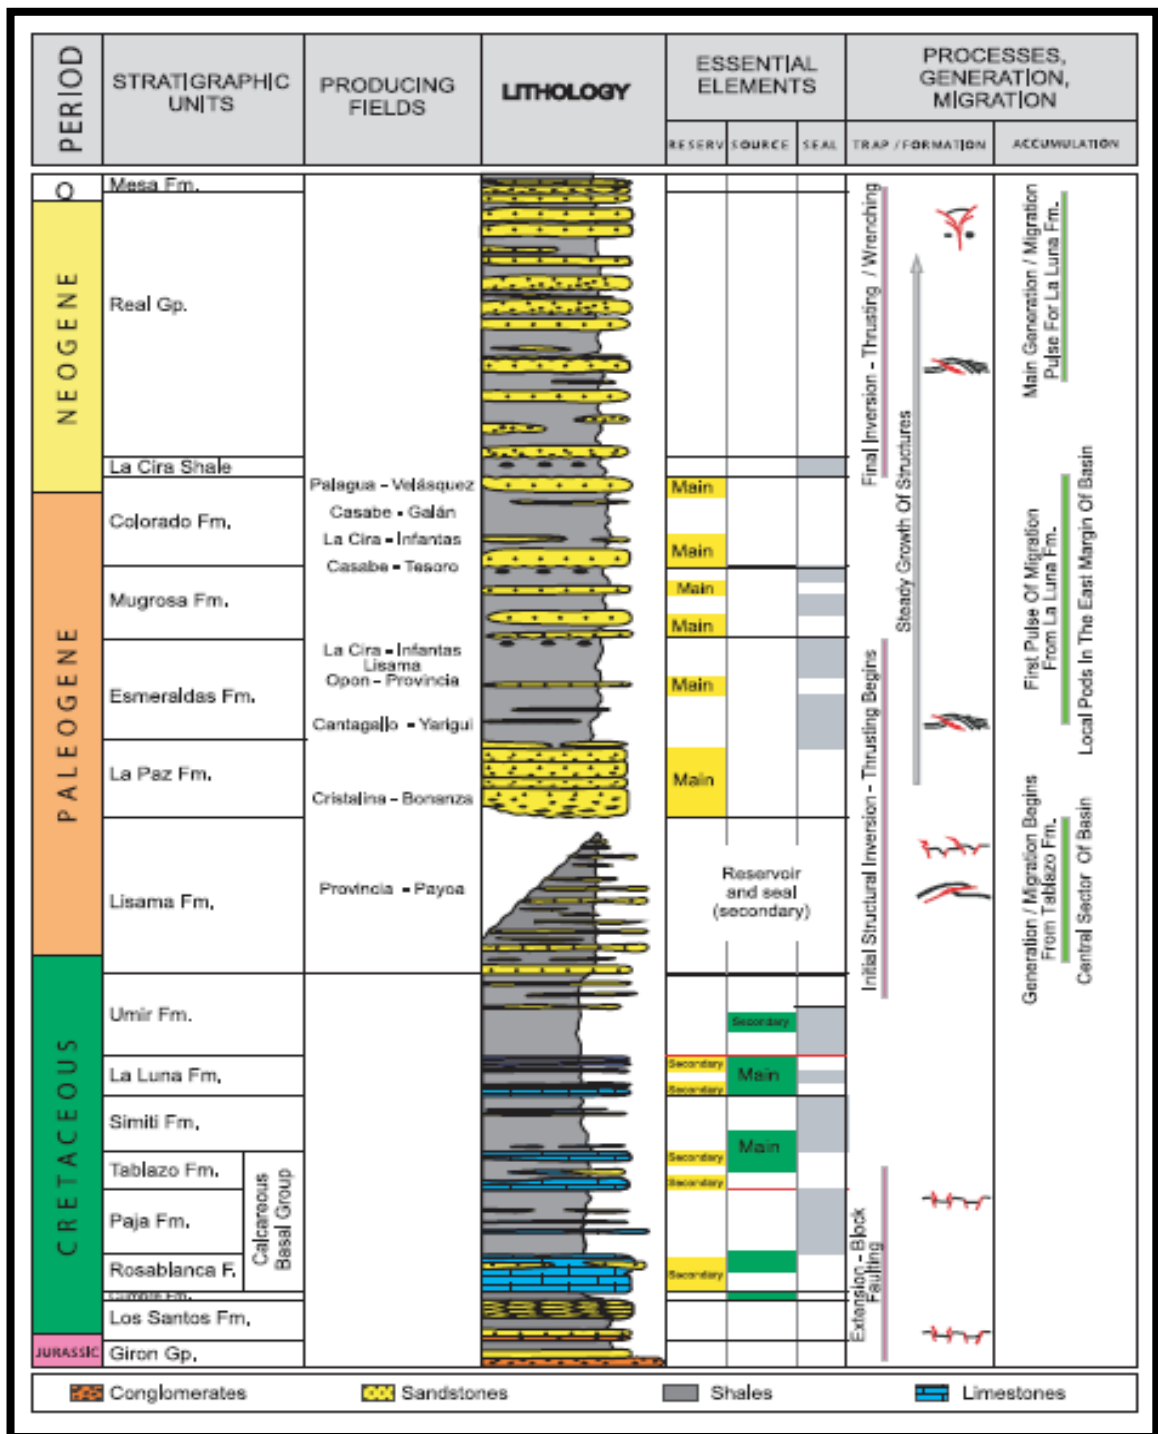 PERIOD
STRATIGRAPHIC
UNITS
PRODUCING
FIELDS
LITHOLOGY
ESSENTIAL
ELEMENTS
PROCESSES,
GENERATION,
MIGRATION
RESERV
SOURCE
SEAL
TRAP / FORMATION
ACCUMULATION
Q
NEOGENE
PALEOGENE
CRETACEOUS
JURASSIC
Mesa Fm.
Real Gp.
La Cira Shale
Colorado Fm.
Mugrosa Fm.
Esmeraldas Fm.
La Paz Fm.
Lisama Fm.
Umir Fm.
La Luna Fm.
Simiti Fm.
Tablazo Fm.
Paja Fm.
Rosablanca F.
Cumbre Fm.
Los Santos Fm.
Giron Gp.
Calcareous
Basal Group
Palagua - Velásquez
Casabe - Galán
La Cira - Infantas
Casabe - Tesoro
La Cira - Infantas
Lisama
Opon - Provincia
Cantagallo - Yarigui
Cristalina - Bonanza
Provincia - Payoa
Main
Main
Main
Main
Main
Main
Reservoir
and seal
(secondary)
Secondary
Secondary
Secondary
Main
Main
Secondary
Secondary
Secondary
Final Inversion - Thrusting / Wrenching
Steady Growth Of Structures
Initial Structural Inversion - Thrusting Begins
Extension - Block
Faulting
Main Generation / Migration
Pulse For La Luna Fm.
First Pulse Of Migration
From La Luna Fm.
Local Pods In The East Margin Of Basin
Generation / Migration Begins
From Tablazo Fm.
Central Sector Of Basin
Conglomerates
Sandstones
Shales
Limestones